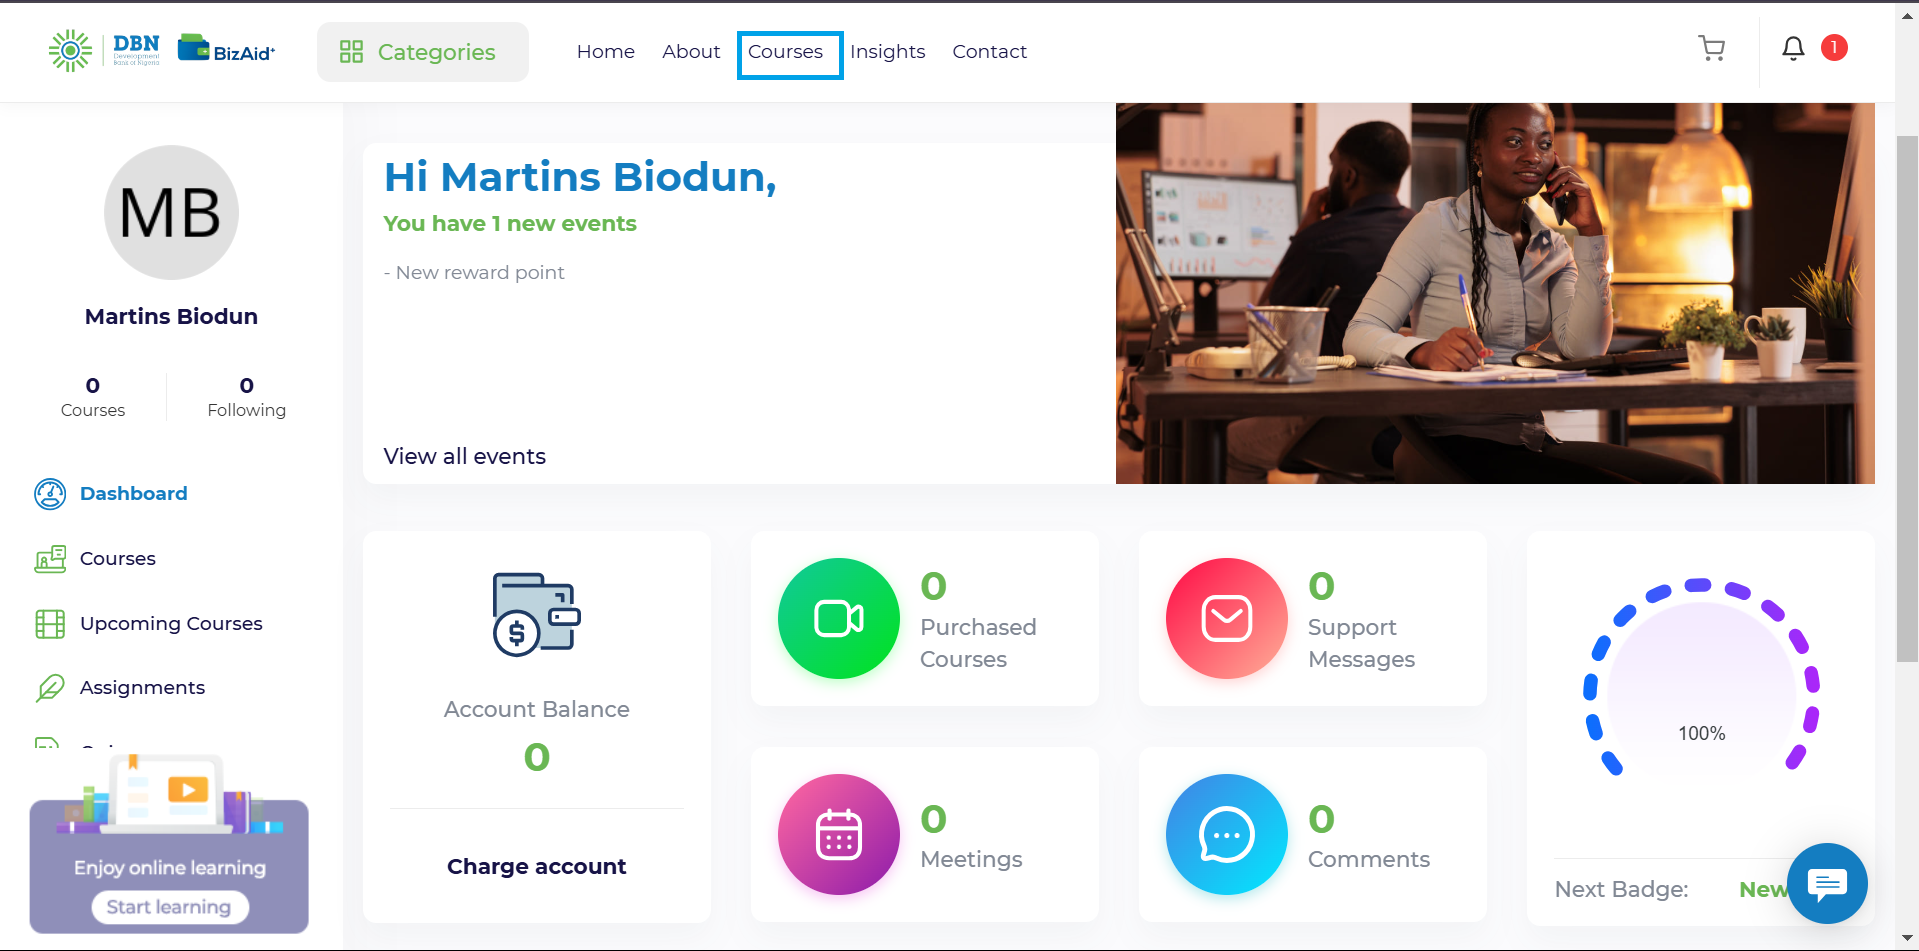 DBN
Development
Bank of Nigeria
BizAid+
Categories
Home
About
Courses
Insights
Contact
1
MB
Martins Biodun
0
Courses
0
Following
Dashboard
Courses
Upcoming Courses
Assignments
Enjoy online learning
Start learning
Hi Martins Biodun,
You have 1 new events
- New reward point
View all events
$
Account Balance
0
Charge account
0
Purchased
Courses
0
Support
Messages
0
Meetings
0
Comments
100%
Next Badge:
New